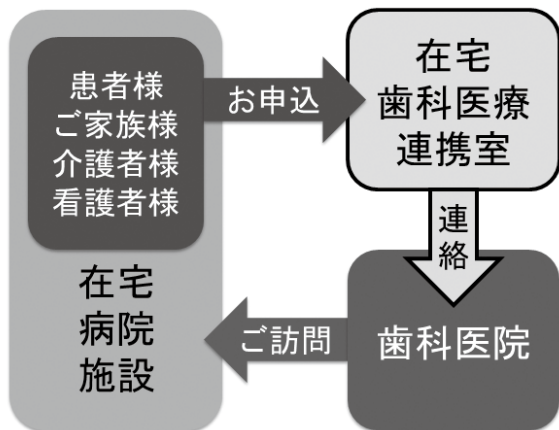 患者様
ご家族様
介護者様
看護者様
お申込
在宅
歯科医療
連携室
連絡
歯科医院
ご訪問
在宅
病院
施設